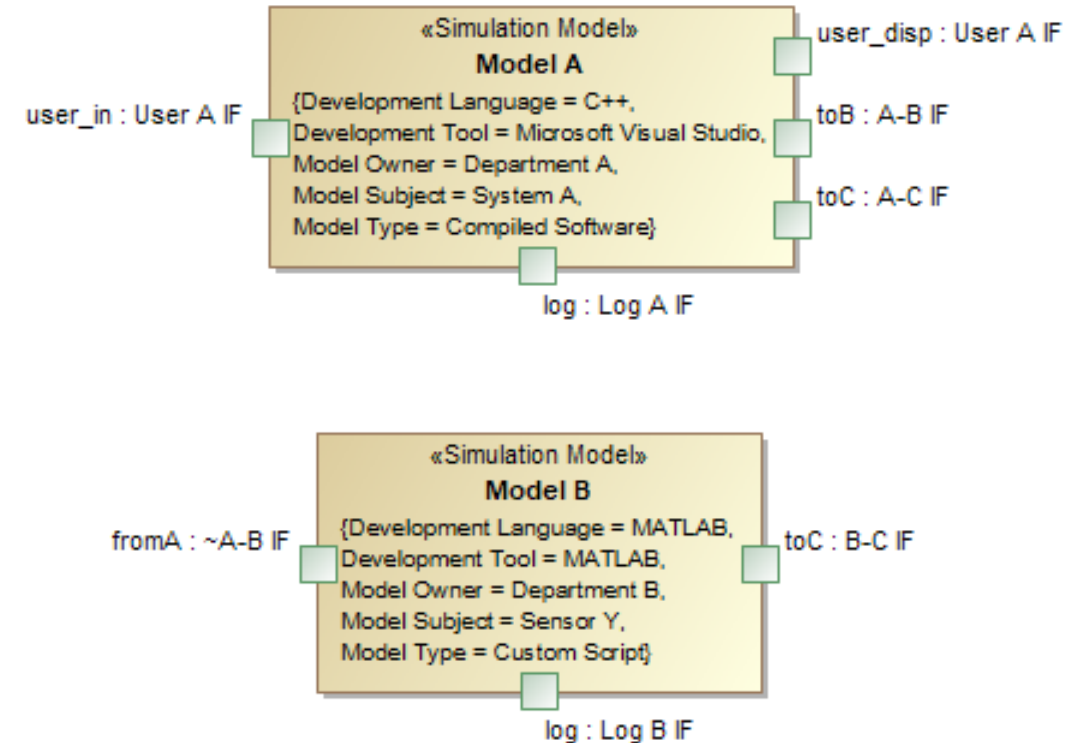 «Simulation Model»
Model A
user_disp : User A IF
user_in : User A IF
{Development Language = C++,
Development Tool = Microsoft Visual Studio,
Model Owner = Department A,
Model Subject = System A,
Model Type = Compiled Software}
toB : A-B IF
toC : A-C IF
log : Log A IF
«Simulation Model»
Model B
fromA : ~A-B IF
{Development Language = MATLAB,
Development Tool = MATLAB,
Model Owner = Department B,
Model Subject = Sensor Y,
Model Type = Custom Script}
toC : B-C IF
log : Log B IF